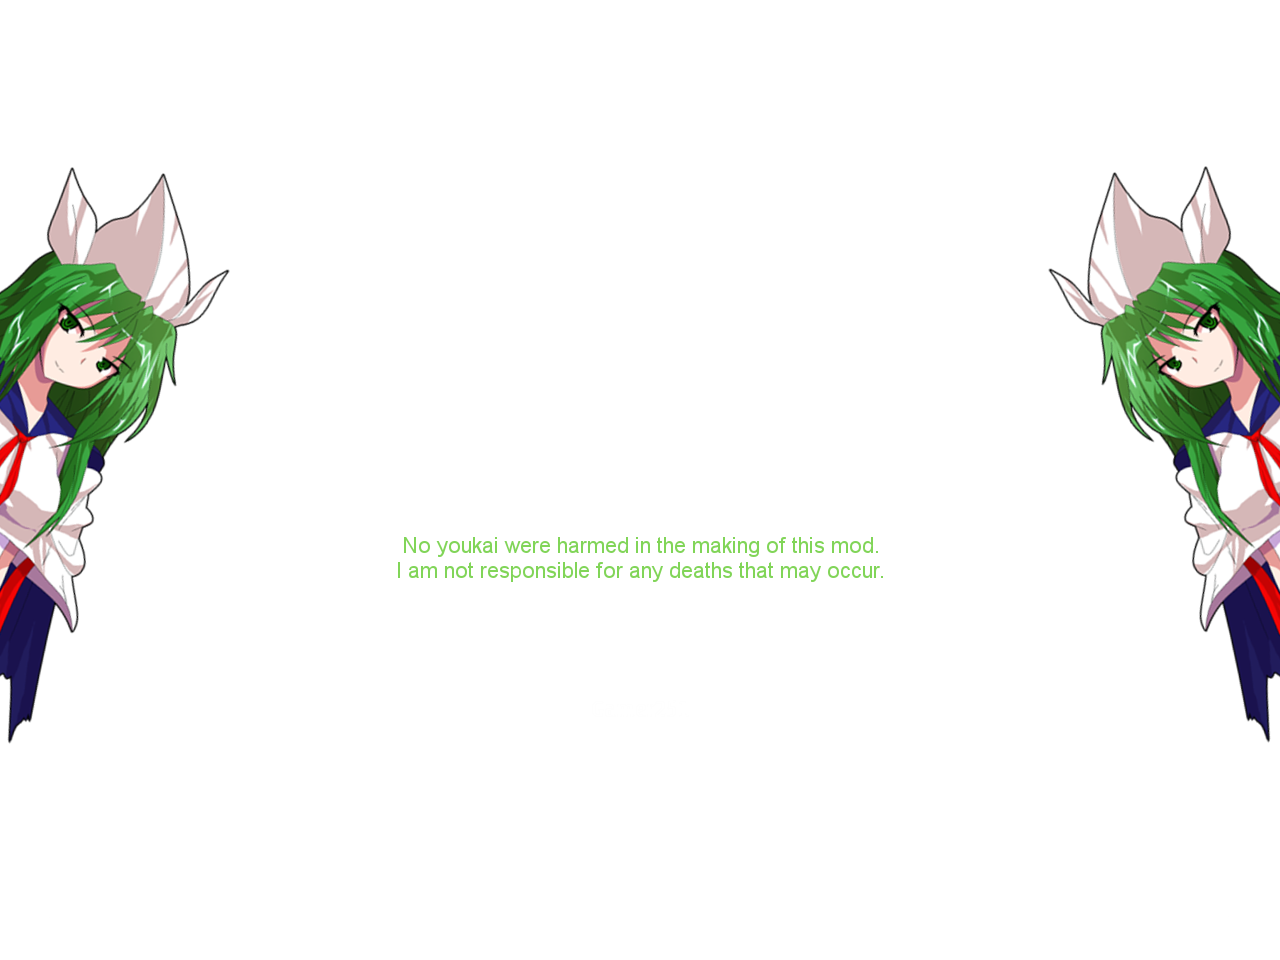 No youkai were harmed in the making of this mod.
I am not responsible for any deaths that may occur.